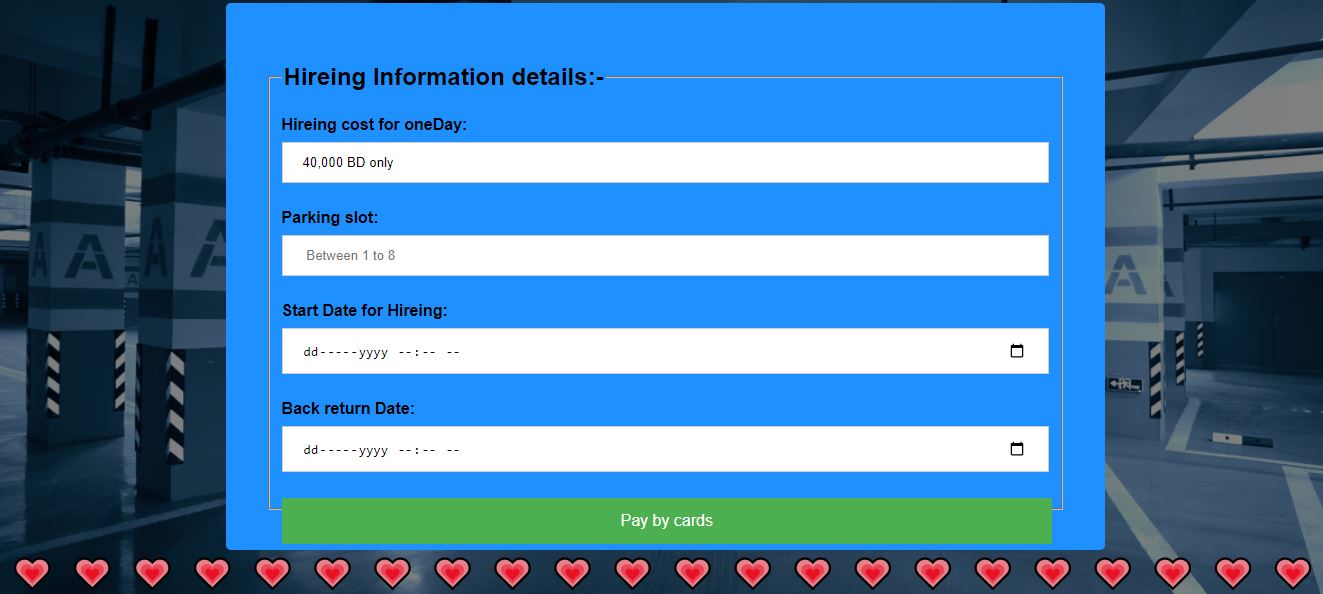 Hireing Information details:-
Hireing cost for oneDay:
40,000 BD only
Parking slot:
Between 1 to 8
Start Date for Hireing:
dd-----yyyy --:-- --
Back return Date:
dd-----yyyy --:-- --
Pay by cards
A A A A A
A A